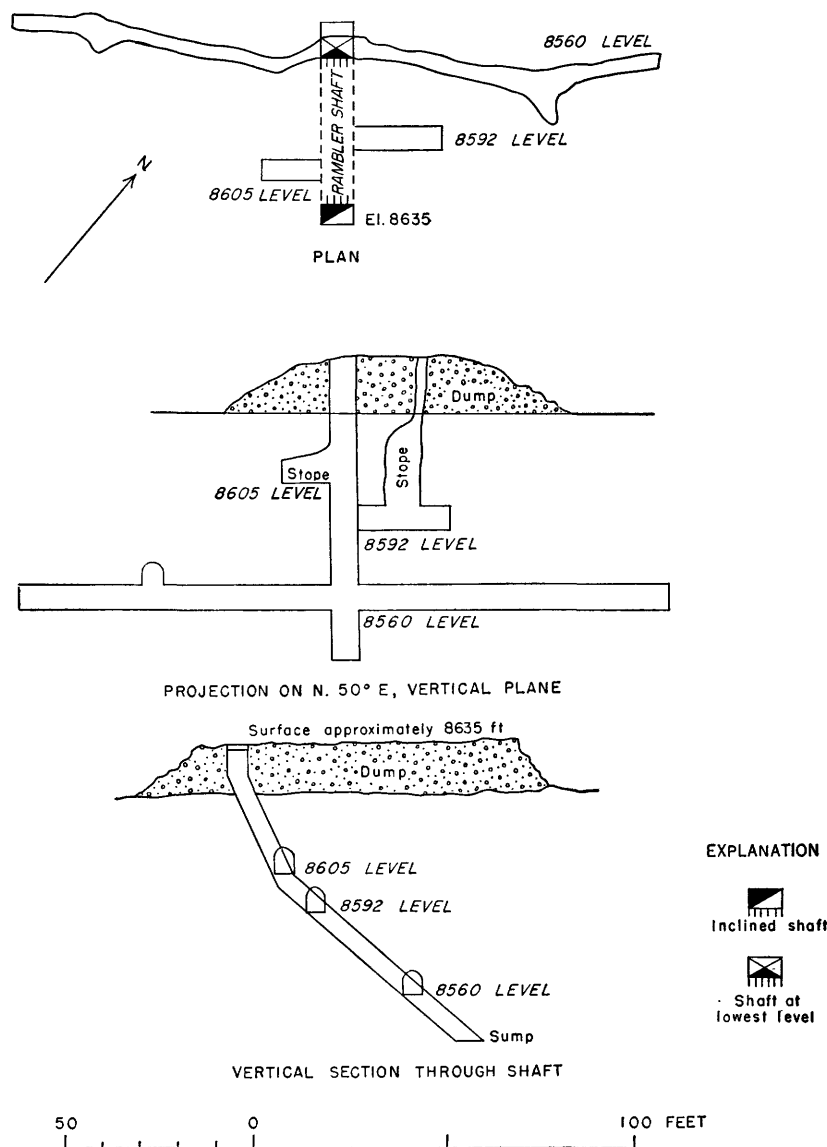 8560 LEVEL
RAMBLER SHAFT
8592 LEVEL
8605 LEVEL
N
El. 8635
PLAN
Dump
Stope
Stope
8605 LEVEL
8592 LEVEL
8560 LEVEL
PROJECTION ON N. 50° E, VERTICAL PLANE
Surface approximately 8635 ft
Dump
8605 LEVEL
8592 LEVEL
8560 LEVEL
Sump
VERTICAL SECTION THROUGH SHAFT
EXPLANATION
Inclined shaft
Shaft at
lowest level
50 0 100 FEET